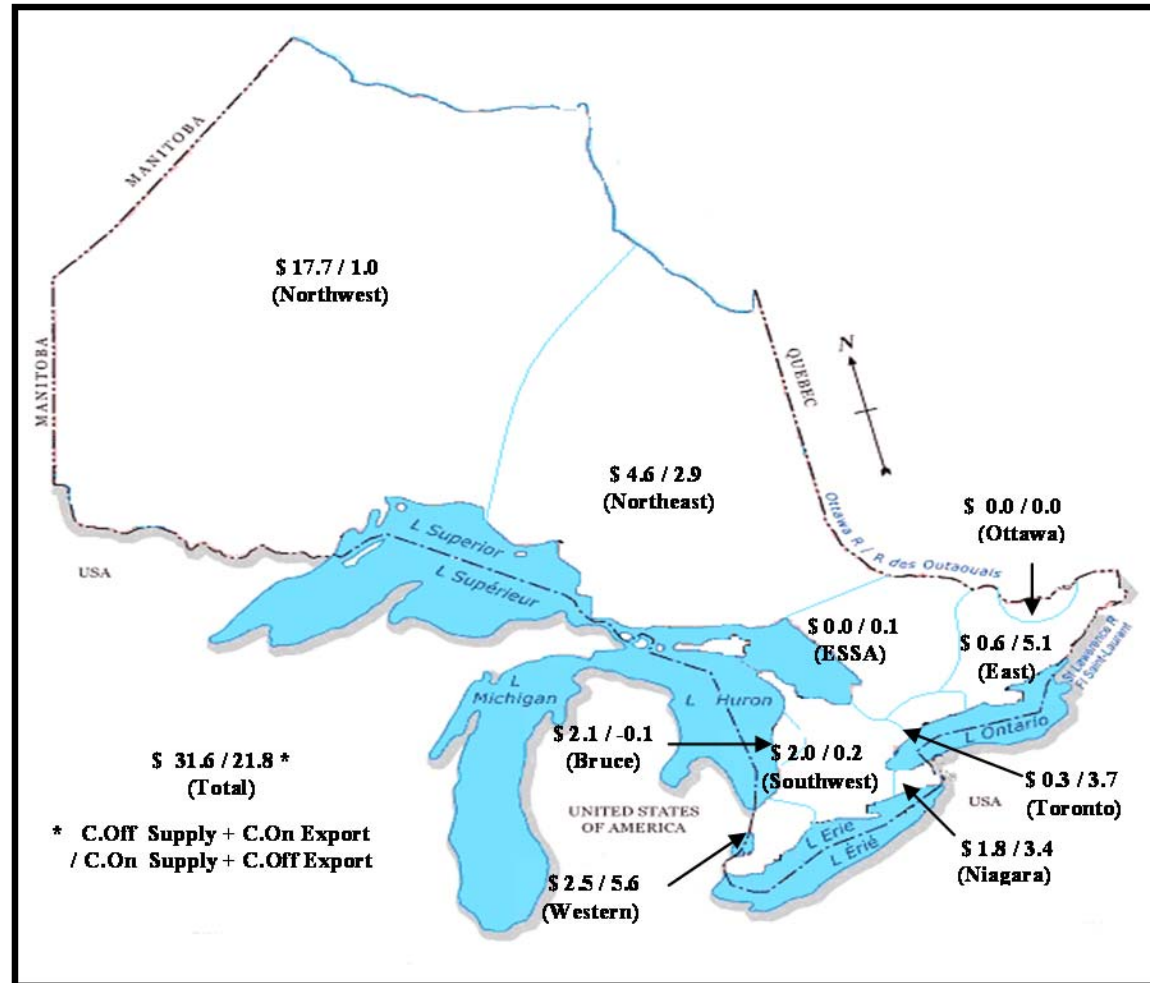 MANITOBA
$ 17.7 / 1.0
(Northwest)
MANITOBA
N
QUEBEC
$ 4.6 / 2.9
(Northeast)
Ottawa R / R des Outaouais
$ 0.0 / 0.0
(Ottawa)
USA
L Superior
L Supérieur
$ 0.0 / 0.1
(ESSA)
$ 0.6 / 5.1
(East)
St Lawrence R
Fl Saint-Laurent
L
Michigan
L Huron
L Ontario
$ 2.1 / -0.1
(Bruce)
$ 2.0 / 0.2
(Southwest)
$ 31.6 / 21.8 *
(Total)
USA
$ 0.3 / 3.7
(Toronto)
UNITED STATES
OF AMERICA
* C.Off Supply + C.On Export
/ C.On Supply + C.Off Export
L Erie
L Érié
$ 1.8 / 3.4
(Niagara)
$ 2.5 / 5.6
(Western)